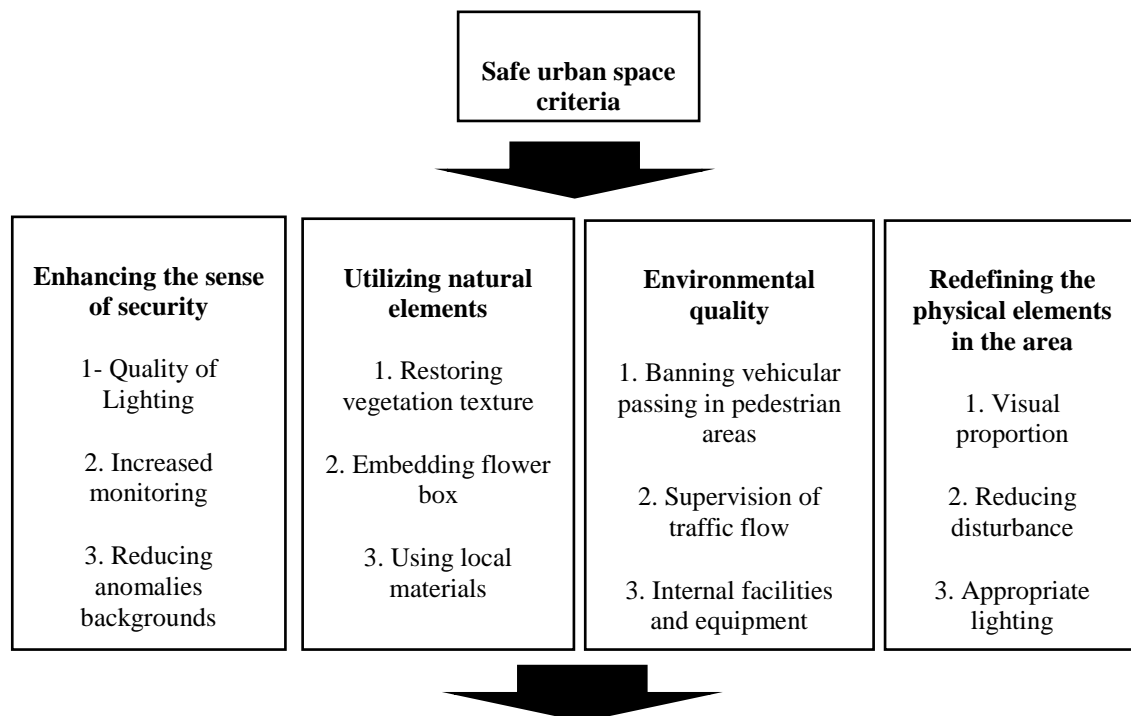 Safe urban space
criteria
Enhancing the sense
of security
1- Quality of
Lighting
2. Increased
monitoring
3. Reducing
anomalies
backgrounds
Utilizing natural
elements
1. Restoring
vegetation texture
2. Embedding flower
box
3. Using local
materials
Environmental
quality
1. Banning vehicular
passing in pedestrian
areas
2. Supervision of
traffic flow
3. Internal facilities
and equipment
Redefining the
physical elements
in the area
1. Visual
proportion
2. Reducing
disturbance
3. Appropriate
lighting